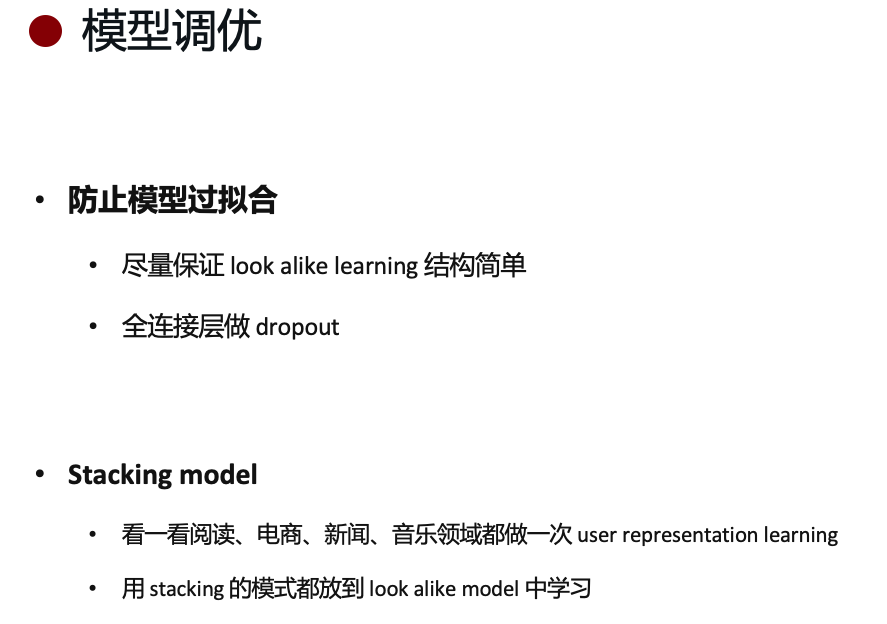 模型调优
防止模型过拟合
尽量保证 look alike learning 结构简单
全连接层做 dropout
Stacking model
看一看阅读、电商、新闻、音乐领域都做一次 user representation learning
用 stacking 的模式都放到 look alike model 中学习